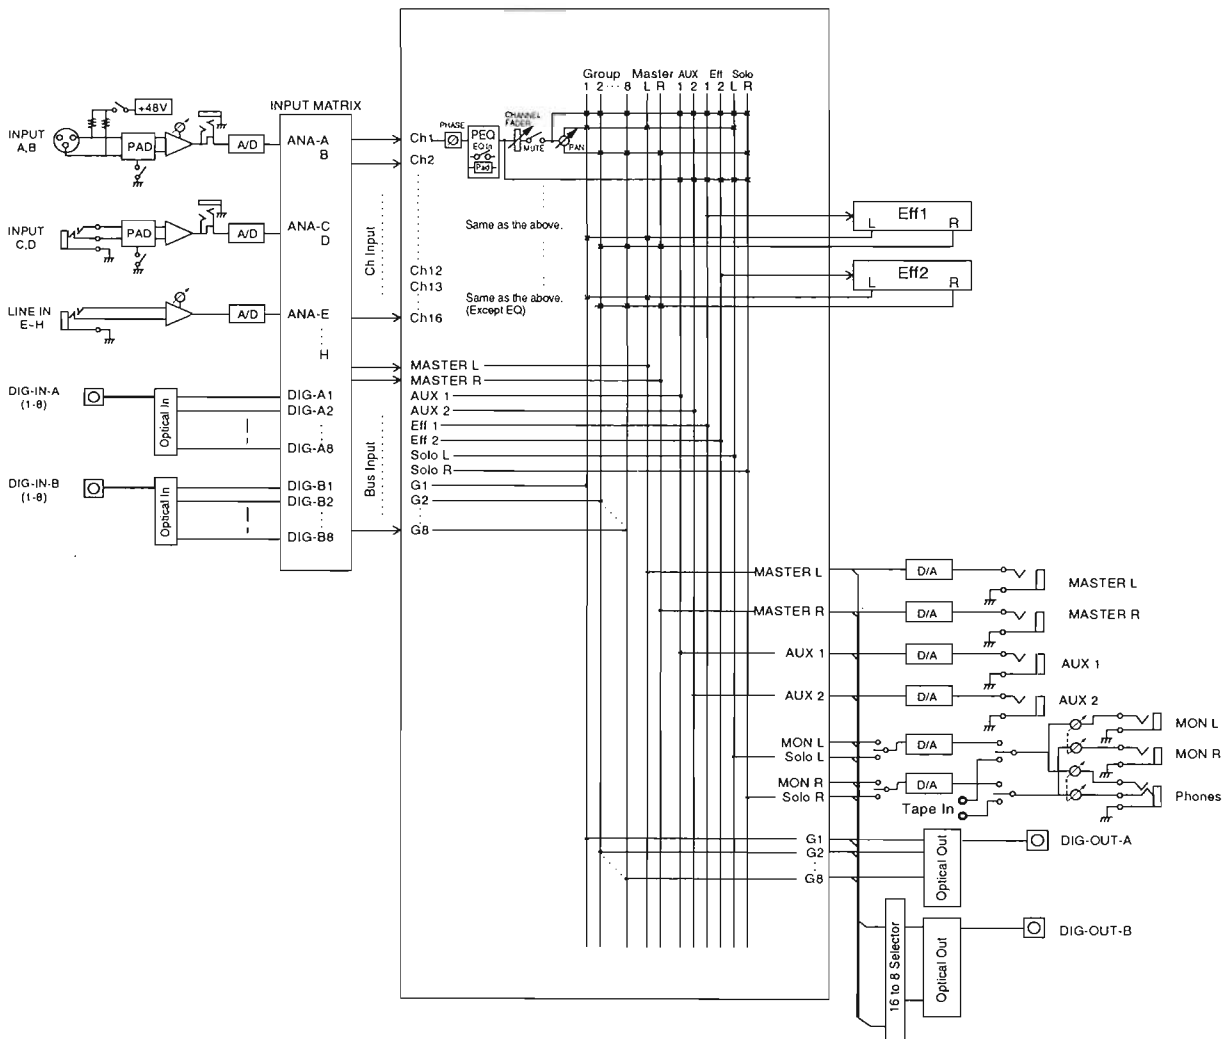 Group Master AUX Eff Solo
1 2 8 L R 1 2 1 2 L R
+48V
INPUT MATRIX
CHANNEL
FADER
INPUT
A,B
PAD
A/D
ANA-A
B
Ch1
PHASE
PEQ
EQ In
Pad
MUTE
PAN
Ch2
INPUT
C,D
PAD
A/D
ANA-C
D
Ch Input
Same as the above.
Eff1
L R
Ch12
Ch13
Eff2
L R
Same as the above.
(Except EQ)
LINE IN
E~H
A/D
ANA-E
H
Ch16
MASTER L
MASTER R
DIG-IN-A
(1-8)
Optical In
DIG-A1
DIG-A2
DIG-A8
AUX 1
AUX 2
Eff 1
Eff 2
Solo L
Solo R
Bus Input
DIG-IN-B
(1-8)
Optical In
DIG-B1
DIG-B2
DIG-B8
G1
G2
G8
MASTER L
D/A
MASTER L
MASTER R
D/A
MASTER R
AUX 1
D/A
AUX 1
AUX 2
D/A
AUX 2
MON L
Solo L
D/A
MON L
MON R
MON R
Solo R
D/A
Tape In
Phones
G1
G2
G8
Optical Out
DIG-OUT-A
16 to 8 Selector
Optical Out
DIG-OUT-B